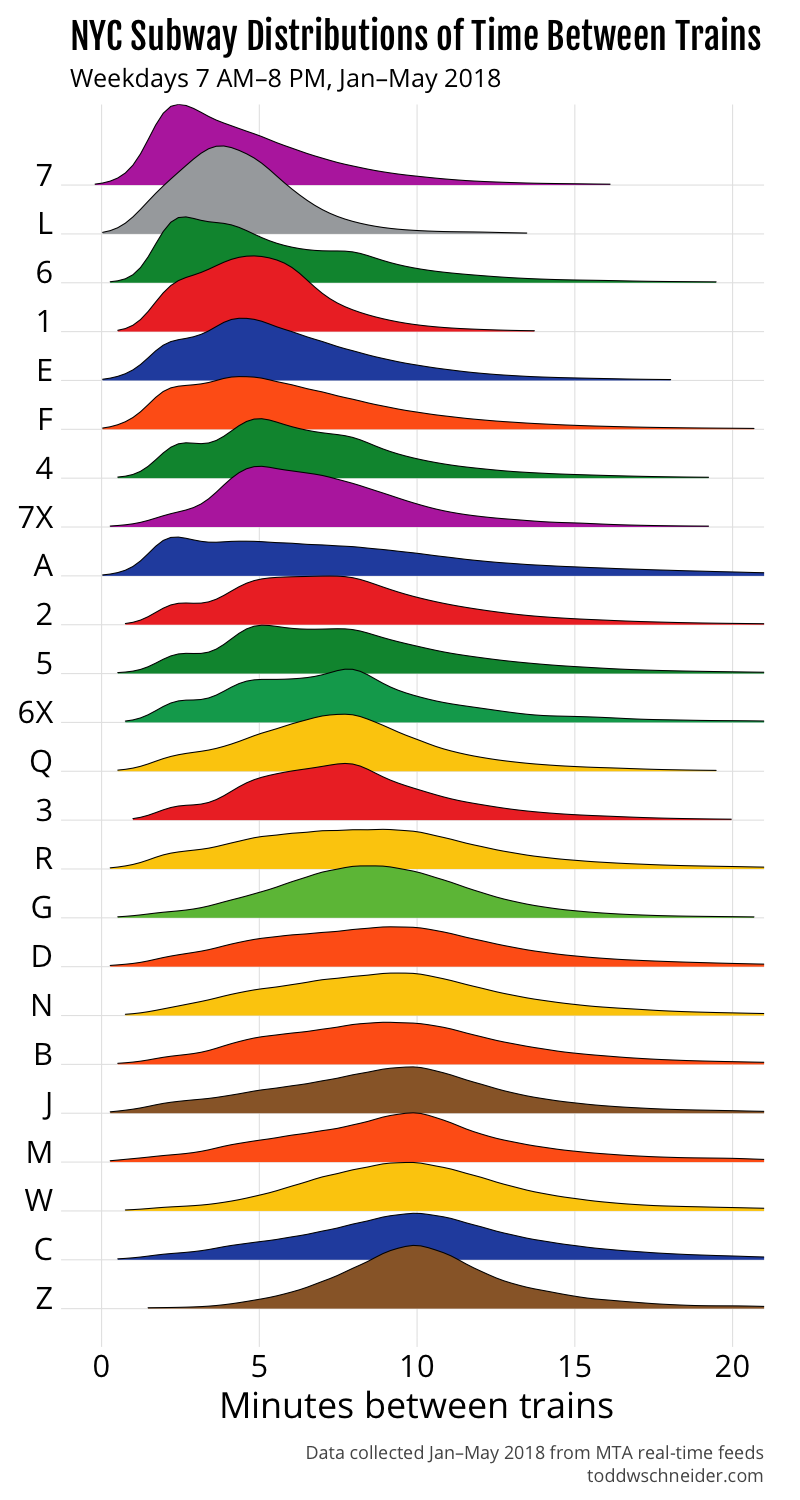 NYC Subway Distributions of Time Between Trains
Weekdays 7 AM–8 PM, Jan–May 2018
7
L
6
1
E
F
4
7X
A
2
5
6X
Q
3
R
G
D
N
B
J
M
W
C
Z
0 5 10 15 20
Minutes between trains
Data collected Jan–May 2018 from MTA real-time feeds
toddwschneider.com